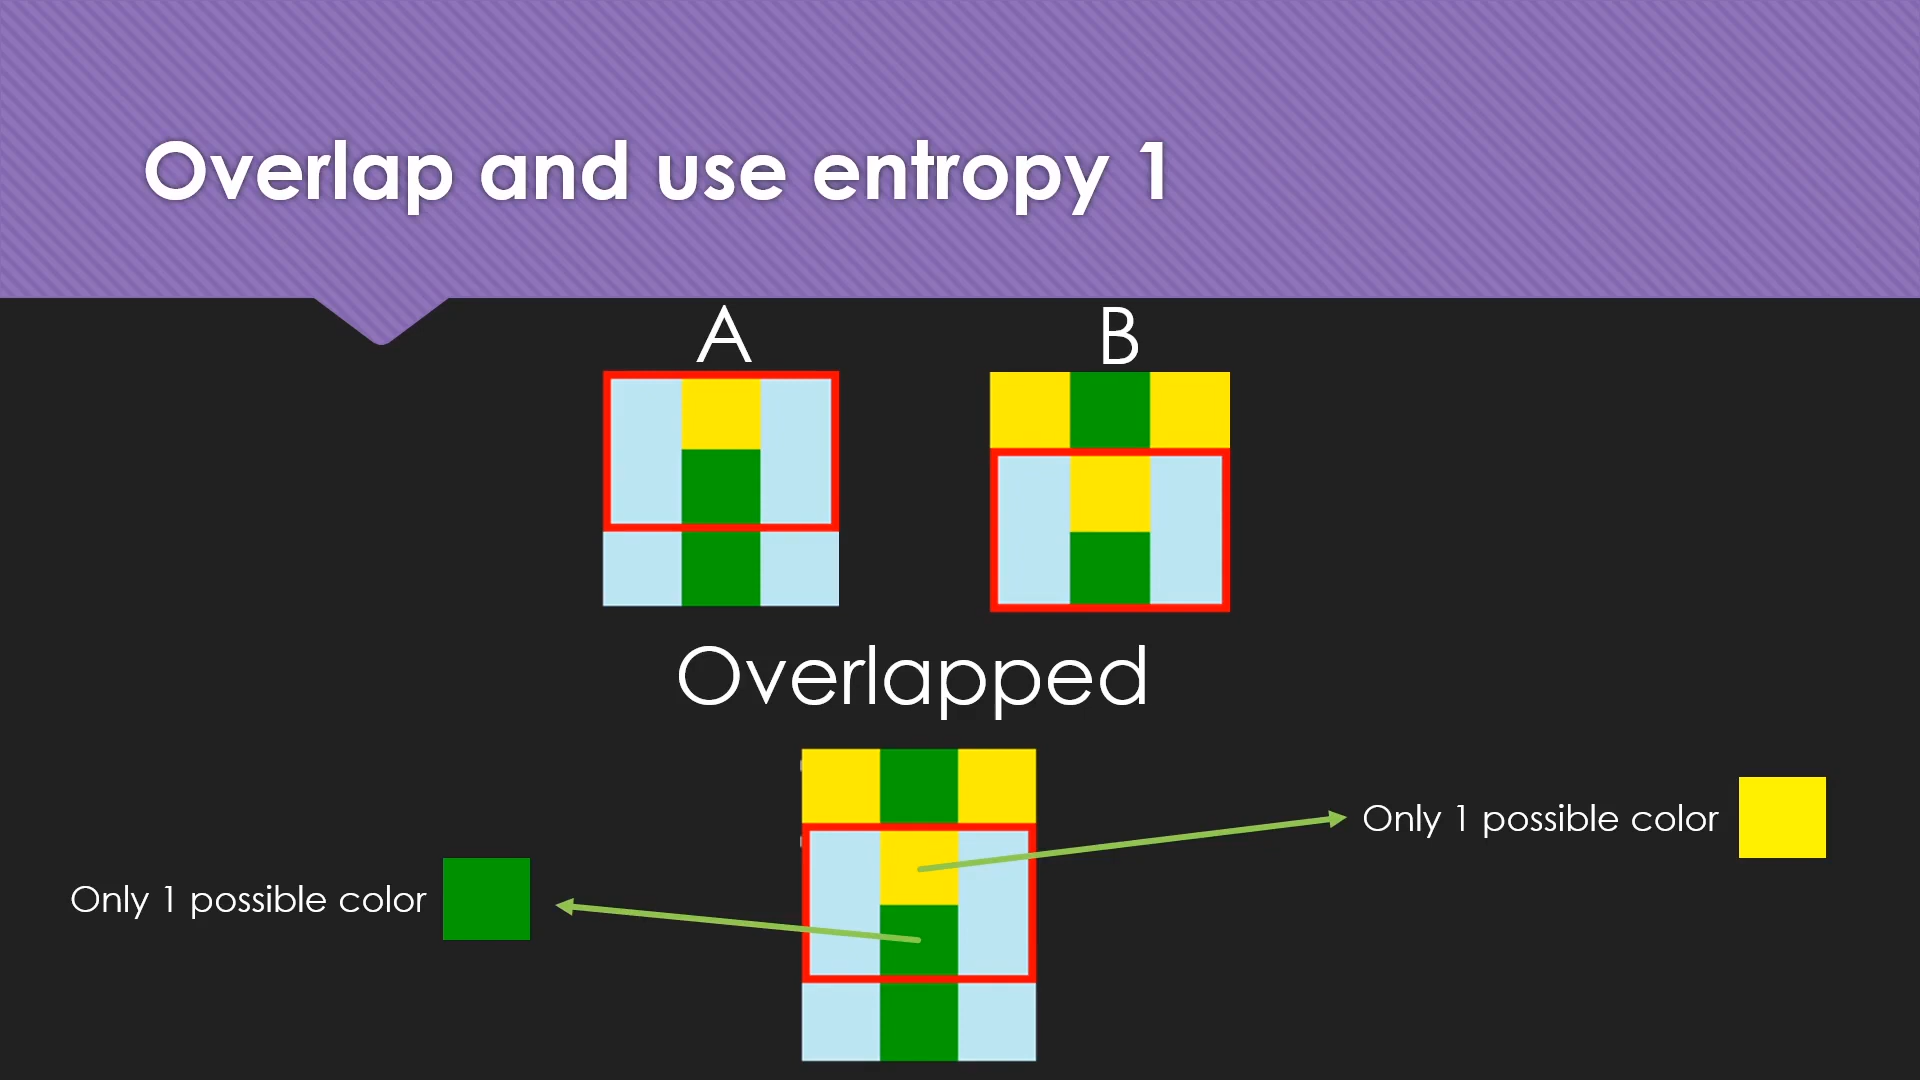 Overlap and use entropy 1
A
B
Overlapped
Only 1 possible color
Only 1 possible color